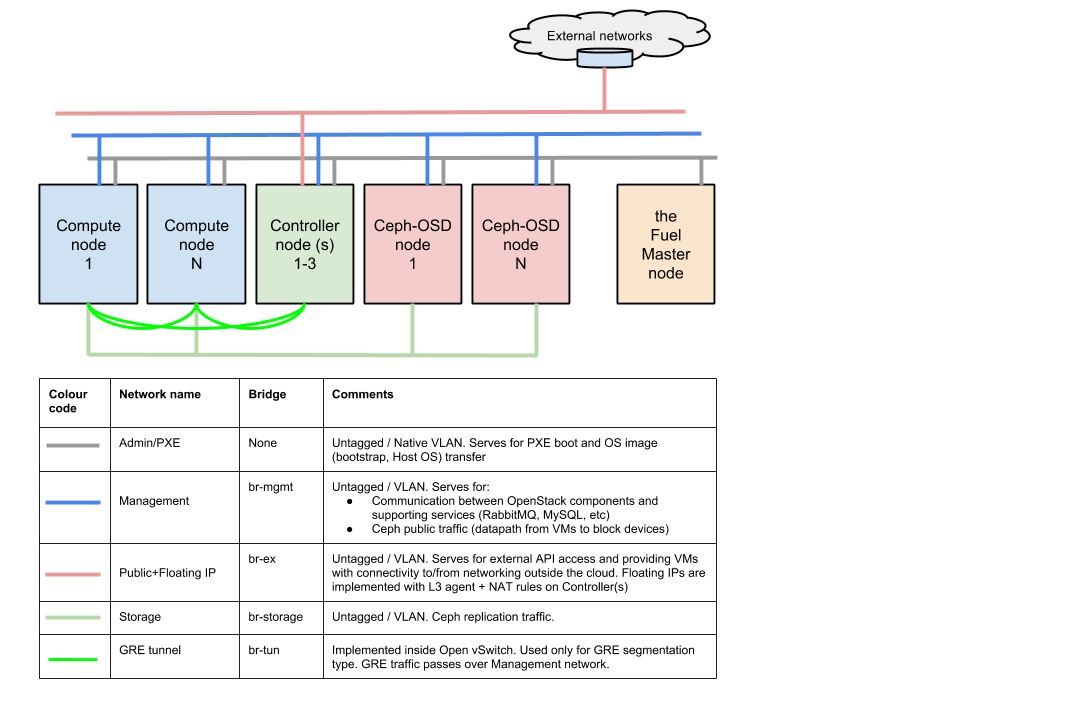 External networks
Compute
node
1
Compute
node
N
Controller
node (s)
1-3
Ceph-OSD
node
1
Ceph-OSD
node
N
the
Fuel
Master
node
Colour
code
Network name
Bridge
Comments
Admin/PXE
None
Untagged / Native VLAN. Serves for PXE boot and OS image
(bootstrap, Host OS) transfer
Management
br-mgmt
Untagged / VLAN. Serves for:
● Communication between OpenStack components and
supporting services (RabbitMQ, MySQL, etc)
● Ceph public traffic (datapath from VMs to block devices)
Public+Floating IP
br-ex
Untagged / VLAN. Serves for external API access and providing VMs
with connectivity to/from networking outside the cloud. Floating IPs are
implemented with L3 agent + NAT rules on Controller(s)
Storage
br-storage
Untagged / VLAN. Ceph replication traffic.
GRE tunnel
br-tun
Implemented inside Open vSwitch. Used only for GRE segmentation
type. GRE traffic passes over Management network.